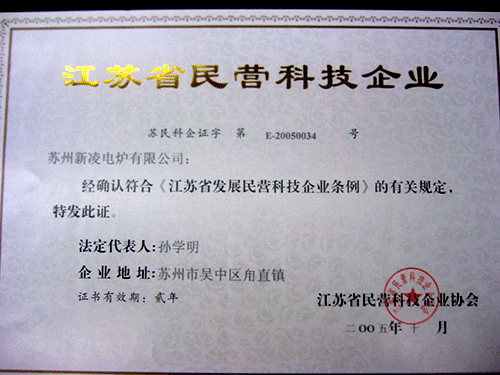 江苏省民营科技企业
苏民科企证字 第 E-20050034 号
苏州新凌电炉有限公司:
经确认符合《江苏省发展民营科技企业条例》的有关规定,
特发此证。
法定代表人:孙学明
企业地址:苏州市吴中区甪直镇
证书有效期:贰年
江苏省民营科技企业协会
二〇〇五年十月